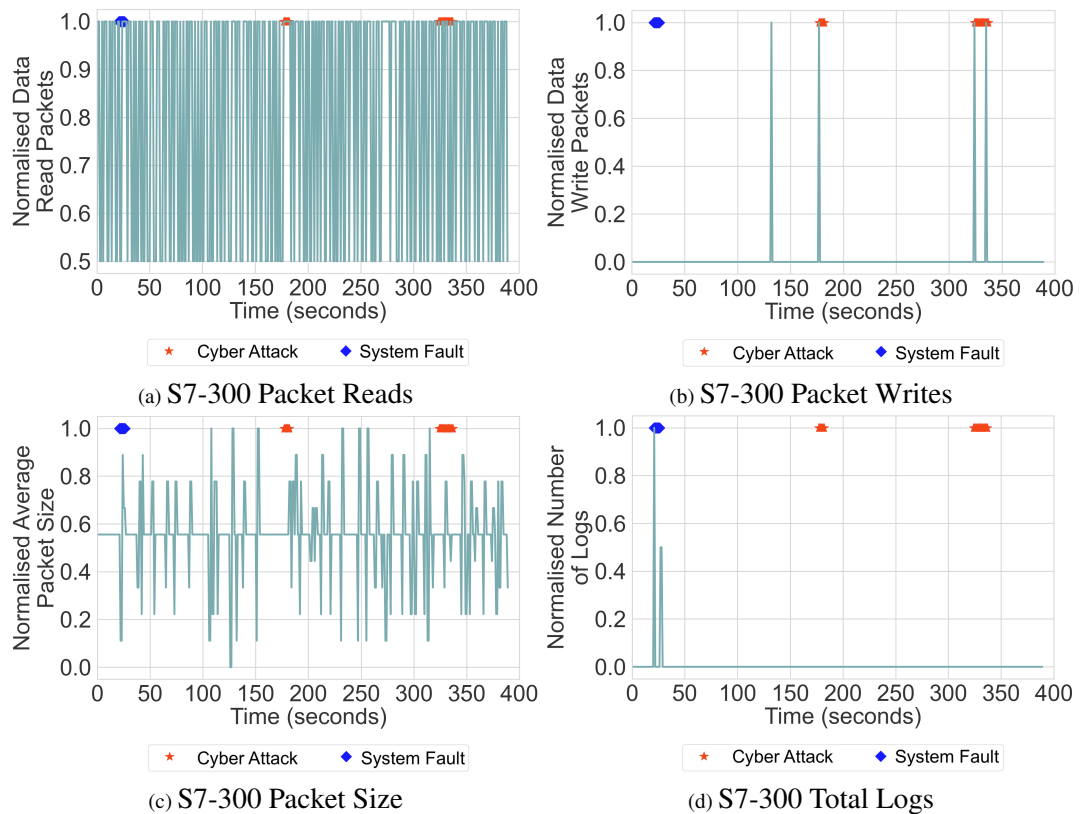 Normalised Data
Read Packets
1.0
0.9
0.8
0.7
0.6
0.5
0 50 100 150 200 250 300 350 400
Time (seconds)
Cyber Attack System Fault
(a) S7-300 Packet Reads
Normalised Data
Write Packets
1.0
0.8
0.6
0.4
0.2
0.0
0 50 100 150 200 250 300 350 400
Time (seconds)
Cyber Attack System Fault
(b) S7-300 Packet Writes
Normalised Average
Packet Size
1.0
0.8
0.6
0.4
0.2
0.0
0 50 100 150 200 250 300 350 400
Time (seconds)
Cyber Attack System Fault
(c) S7-300 Packet Size
Normalised Number
of Logs
1.0
0.8
0.6
0.4
0.2
0.0
0 50 100 150 200 250 300 350 400
Time (seconds)
Cyber Attack System Fault
(d) S7-300 Total Logs